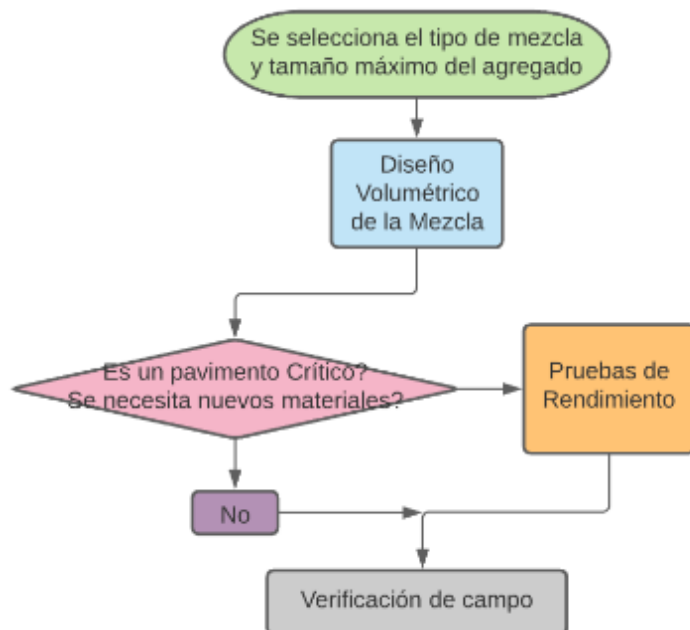 Se selecciona el tipo de mezcla
y tamaño máximo del agregado
Diseño
Volumétrico
de la Mezcla
Es un pavimento Crítico?
Se necesita nuevos materiales?
Pruebas de
Rendimiento
No
Verificación de campo